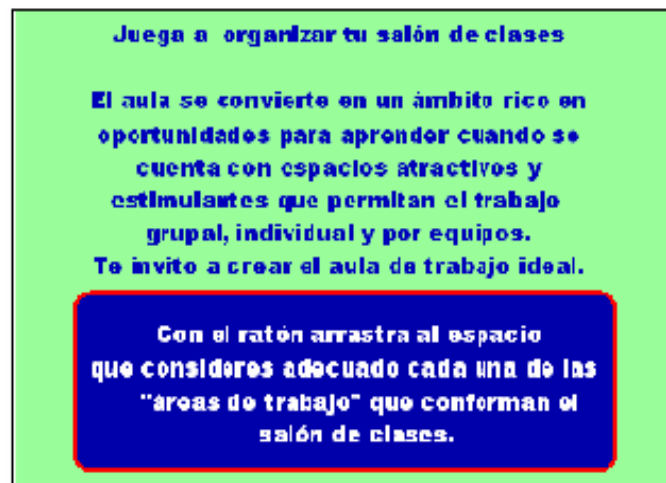 Juega a organizar tu salón de clases
El aula se convierte en un ámbito rico en
oportunidades para aprender cuando se
cuenta con espacios atractivos y
estimulantes que permitan el trabajo
grupal, individual y por equipos.
Te invito a crear el aula de trabajo ideal.
Con el ratón arrastra al espacio
que consideres adecuado cada una de las
"áreas de trabajo" que conforman el
salón de clases.